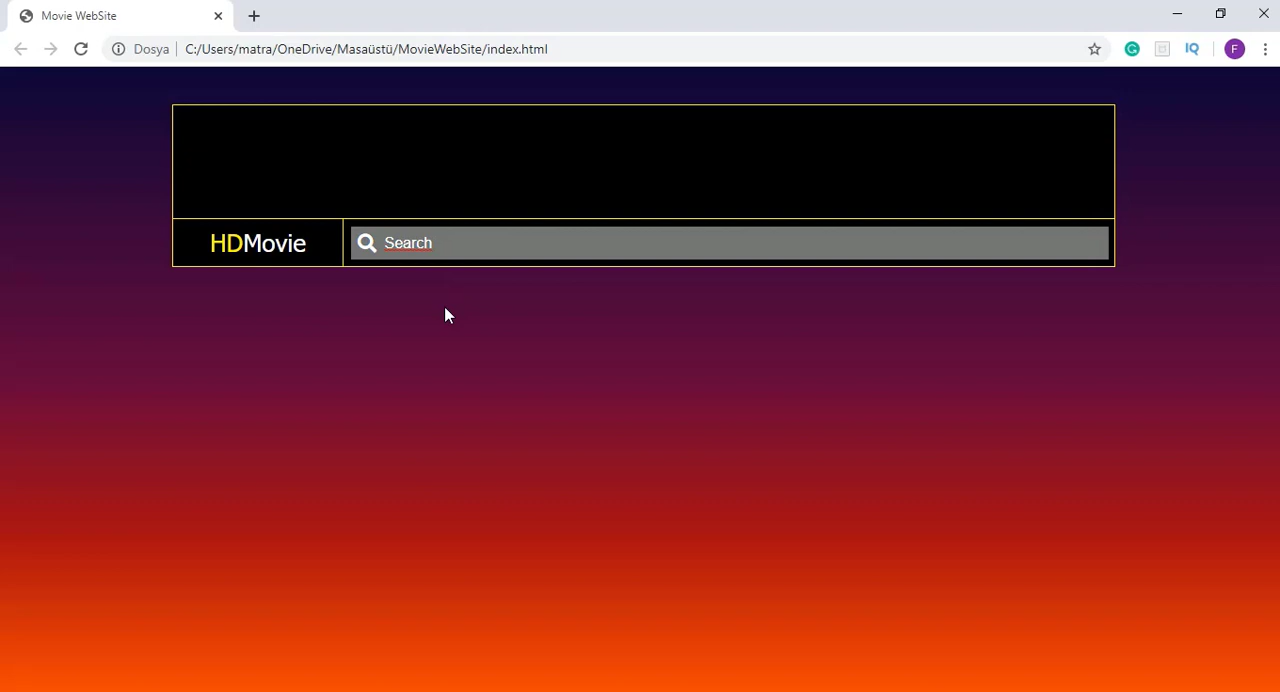 Movie WebSite
Dosya C:/Users/matra/OneDrive/Masaüstü/MovieWebSite/index.html
IQ
F
HDMovie
Search